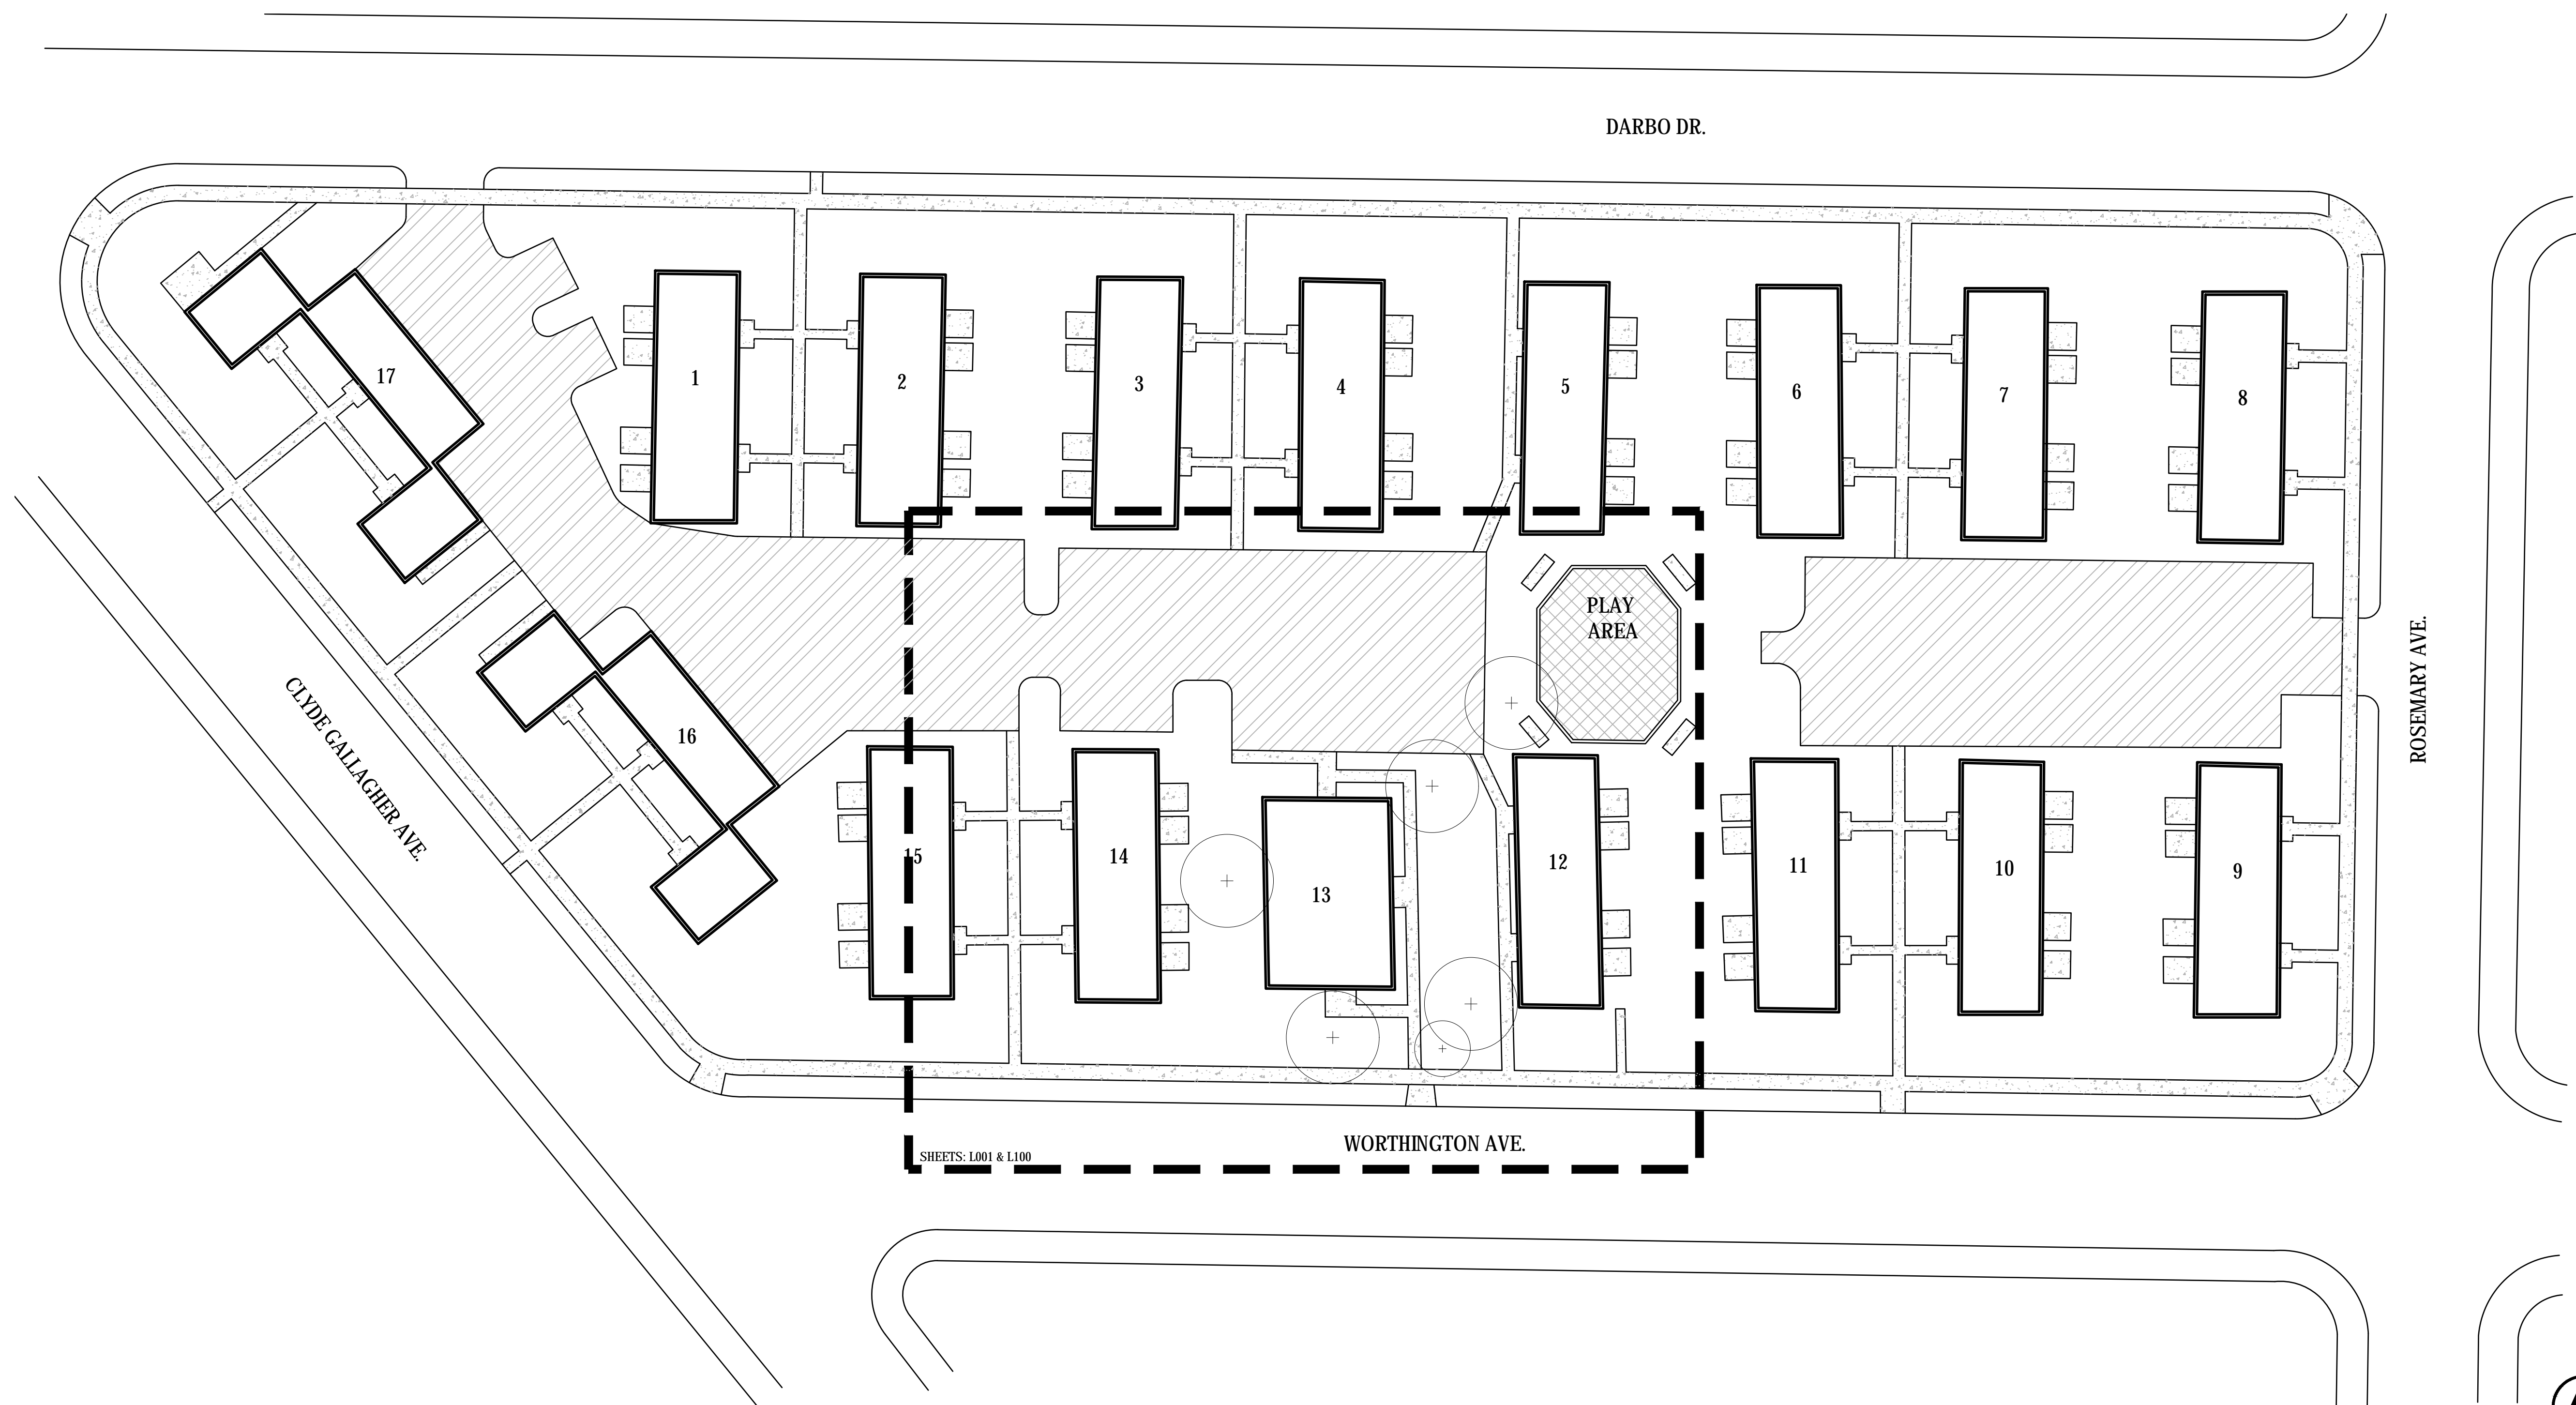 DARBO DR.
17
1
2
3
4
5
6
7
8
PLAY
AREA
ROSEMARY AVE.
CLYDE GALLAGHER AVE.
16
15
14
13
12
11
10
9
WORTHINGTON AVE.
SHEETS: L001 & L100